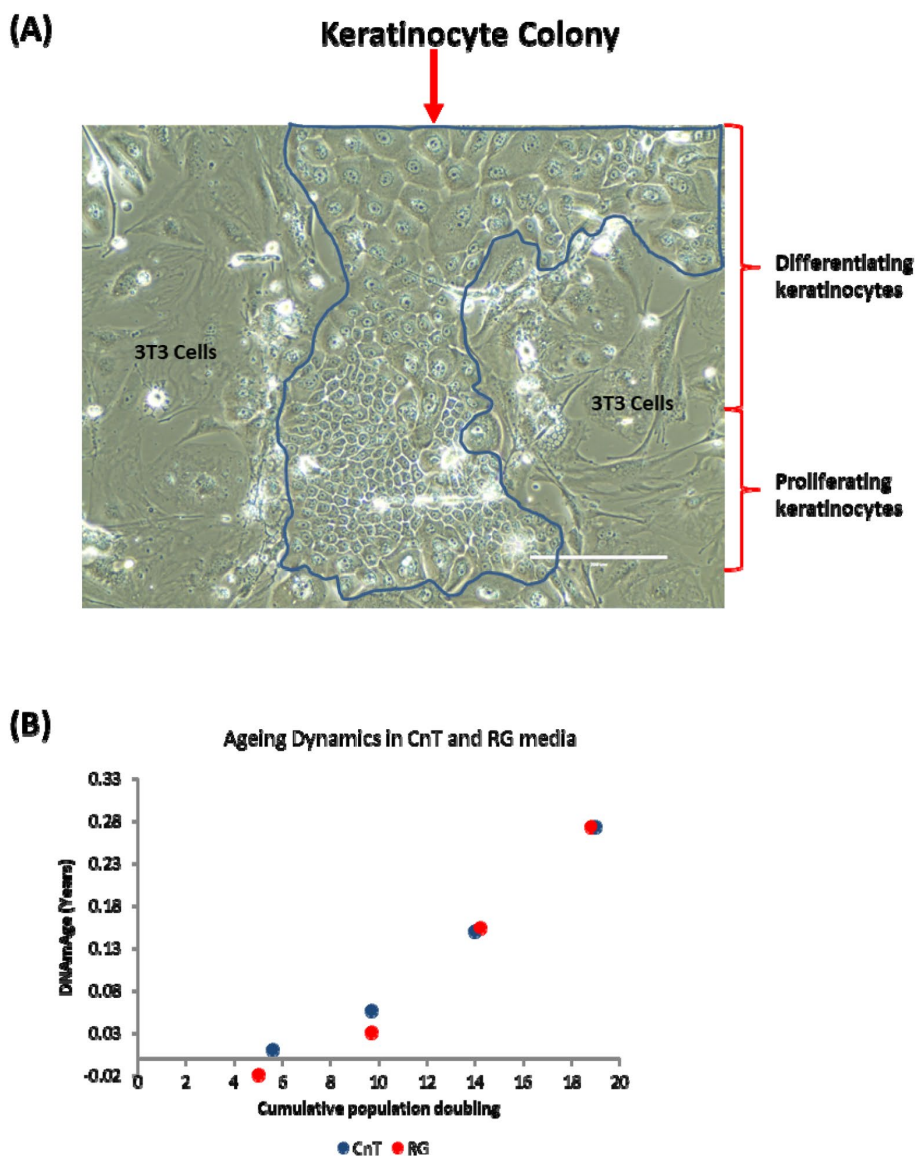 (A)
Keratinocyte Colony
3T3 Cells
3T3 Cells
Differentiating
keratinocytes
Proliferating
keratinocytes
(B)
Ageing Dynamics in CnT and RG media
DNAmAge (Years)
0.33
0.28
0.23
0.18
0.13
0.08
0.03
-0.02
0 2 4 6 8 10 12 14 16 18 20
Cumulative population doubling
CnT RG